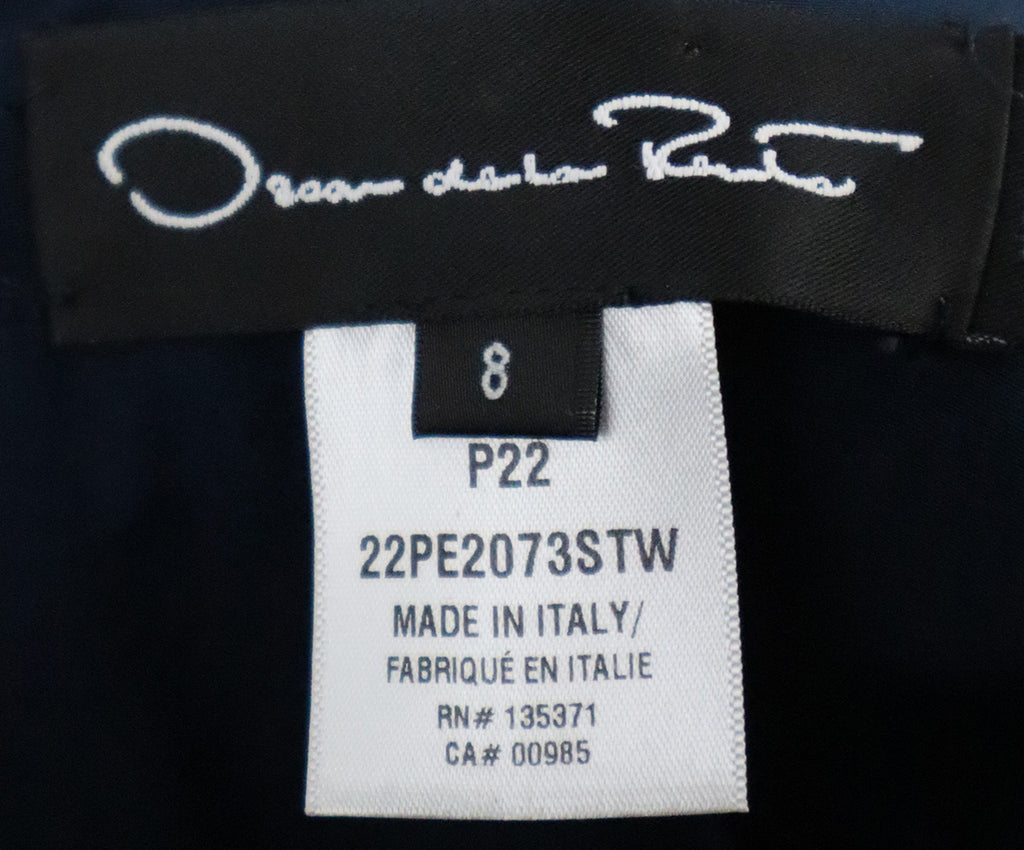 Oscar de la Renta
8
P22
22PE2073STW
MADE IN ITALY/
FABRIQUÉ EN ITALIE
RN# 135371
CA# 00985